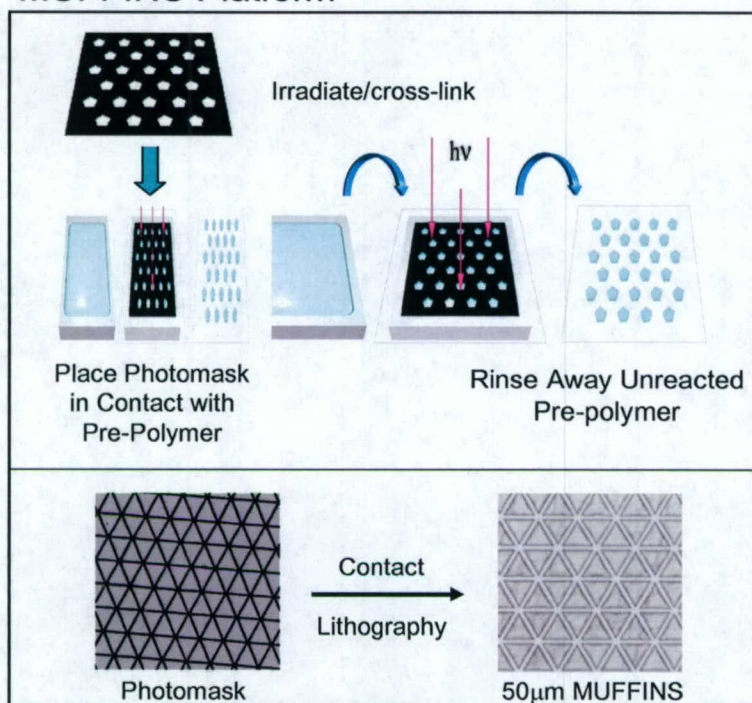 Irradiate/cross-link
hν
Place Photomask
in Contact with
Pre-Polymer
Rinse Away Unreacted
Pre-polymer
Contact
Lithography
Photomask
50μm MUFFINS